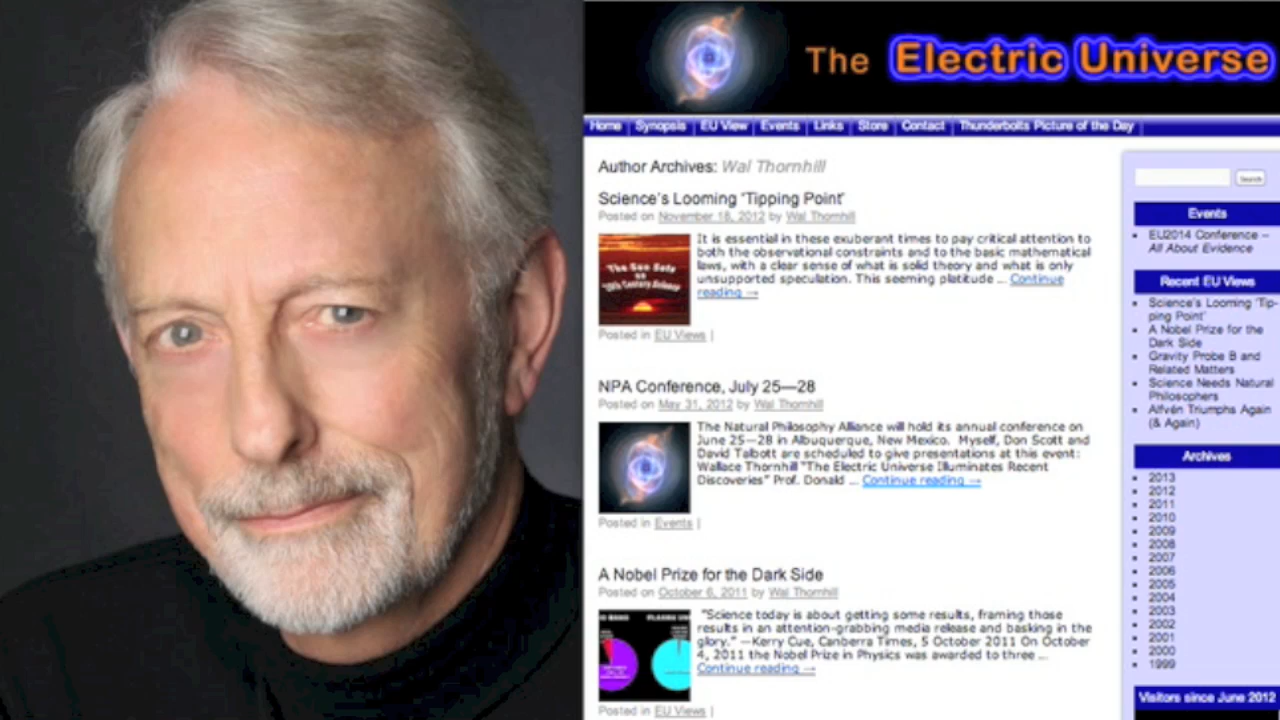 The Electric Universe
Home Synopsis EU View Events Links Store Contact Thunderbolts Picture of the Day
Author Archives: Wal Thornhill
Science's Looming 'Tipping Point'
Posted on November 18, 2012 by Wal Thornhill
The Sun Sets
on
"20th Century Science"
It is essential in these exuberant times to pay critical attention to
both the observational constraints and to the basic mathematical
laws, with a clear sense of what is solid theory and what is only
unsupported speculation. This seeming platitude ... Continue
reading →
Posted in EU Views |
NPA Conference, July 25—28
Posted on May 31, 2012 by Wal Thornhill
The Natural Philosophy Alliance will hold its annual conference on
June 25—28 in Albuquerque, New Mexico. Myself, Don Scott and
David Talbott are scheduled to give presentations at this event:
Wallace Thornhill "The Electric Universe Illuminates Recent
Discoveries" Prof. Donald ... Continue reading →
Posted in Events |
A Nobel Prize for the Dark Side
Posted on October 6, 2011 by Wal Thornhill
"Science today is about getting some results, framing those
results in an attention-grabbing media release and basking in the
glory." —Kerry Cue, Canberra Times, 5 October 2011 On October
4, 2011 the Nobel Prize in Physics was awarded to three ...
Continue reading →
Posted in EU Views |
Search
Events
EU2014 Conference –
All About Evidence
Recent EU Views
Science's Looming 'Tip-
ping Point'
A Nobel Prize for the
Dark Side
Gravity Probe B and
Related Matters
Science Needs Natural
Philosophers
Alfvén Triumphs Again
(& Again)
Archives
2013
2012
2011
2010
2009
2008
2007
2006
2005
2004
2003
2002
2001
2000
1999
Visitors since June 2012